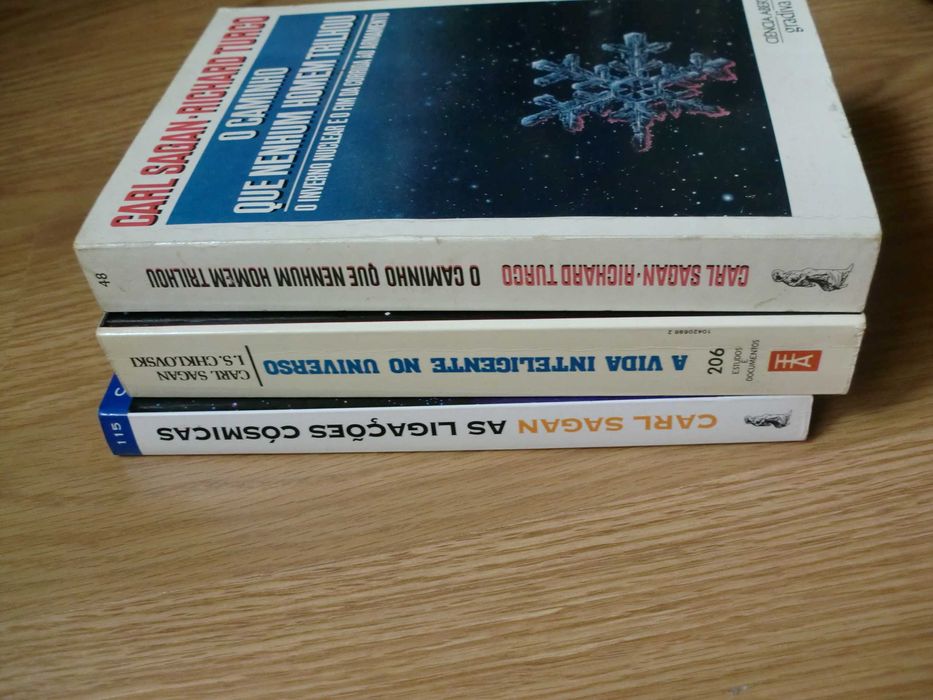 CARL SAGAN · RICHARD TURCO
O CAMINHO
QUE NENHUM HOMEM TRILHOU
O INVERNO NUCLEAR E O FIM DA CORRIDA AO ARMAMENTO
gradiva
48
O CAMINHO QUE NENHUM HOMEM TRILHOU
CARL SAGAN · RICHARD TURCO
CARL SAGAN
I. S. CHKLOVSKI
A VIDA INTELIGENTE NO UNIVERSO
206
ESTUDOS E
DOCUMENTOS
115
CARL SAGAN AS LIGAÇÕES CÓSMICAS